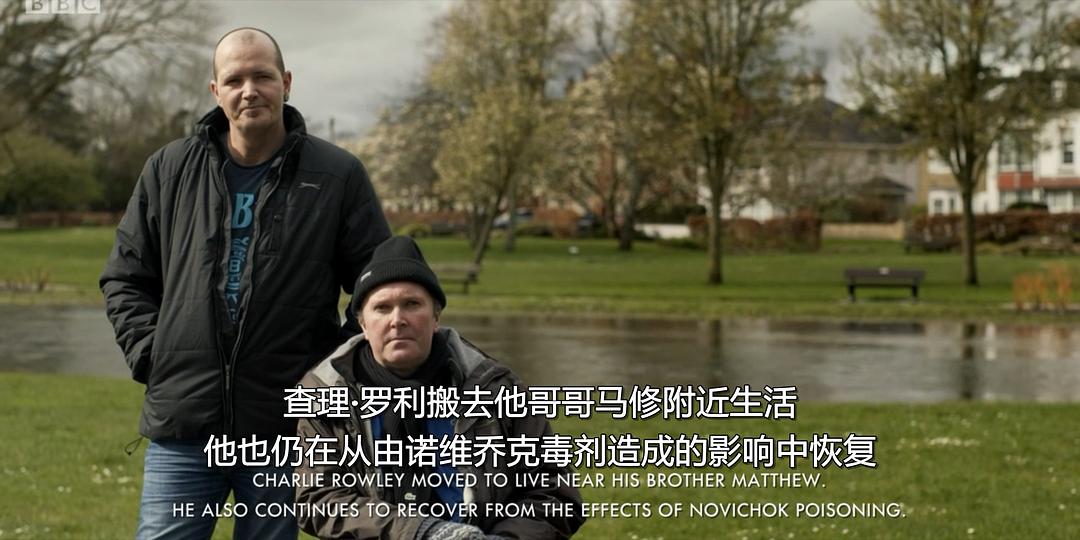 BBC
B
查理·罗利搬去他哥哥马修附近生活
他也仍在从由诺维乔克毒剂造成的影响中恢复
CHARLIE ROWLEY MOVED TO LIVE NEAR HIS BROTHER MATTHEW.
HE ALSO CONTINUES TO RECOVER FROM THE EFFECTS OF NOVICHOK POISONING.